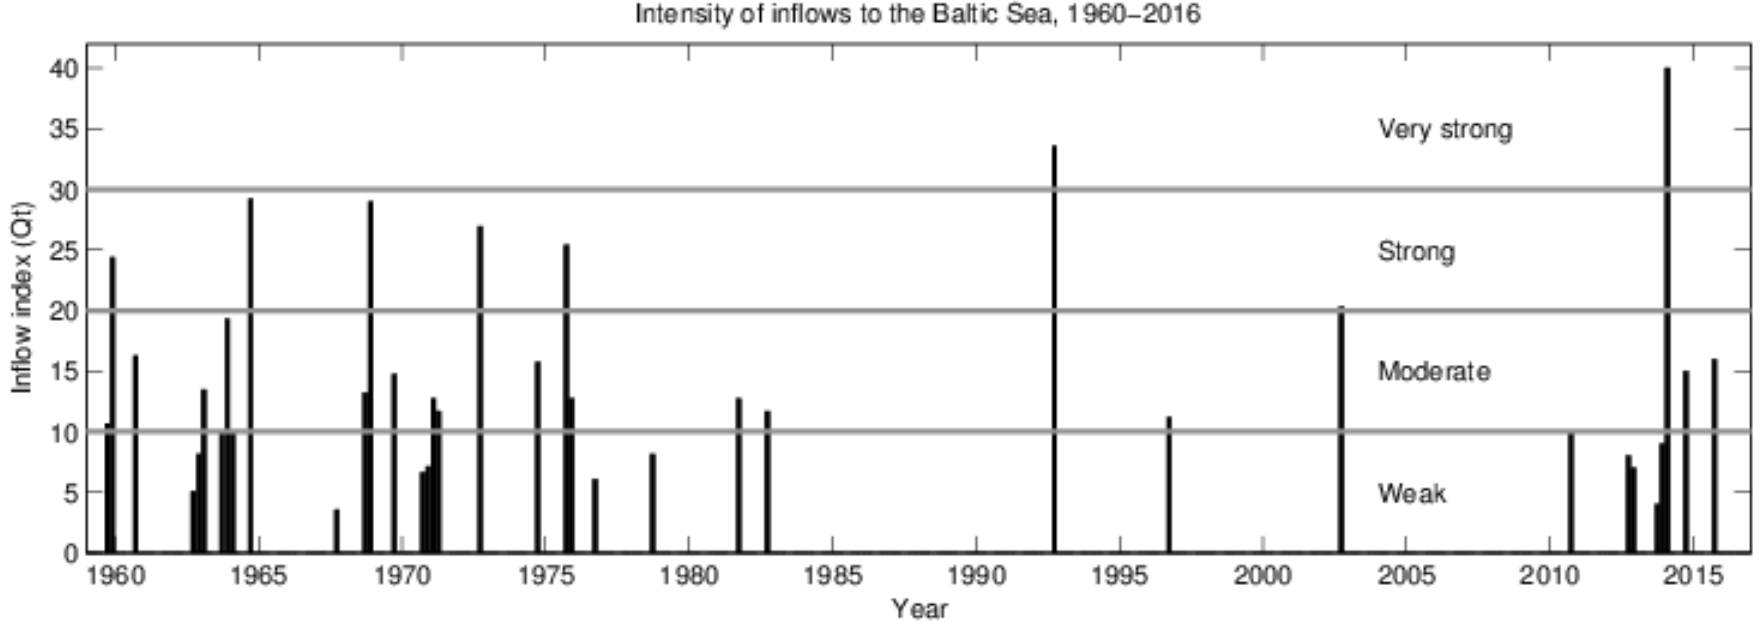 Intensity of inflows to the Baltic Sea, 1960−2016
Inflow index (Qt)
40
35
30
25
20
15
10
5
0
Very strong
Strong
Moderate
Weak
1960 1965 1970 1975 1980 1985 1990 1995 2000 2005 2010 2015
Year